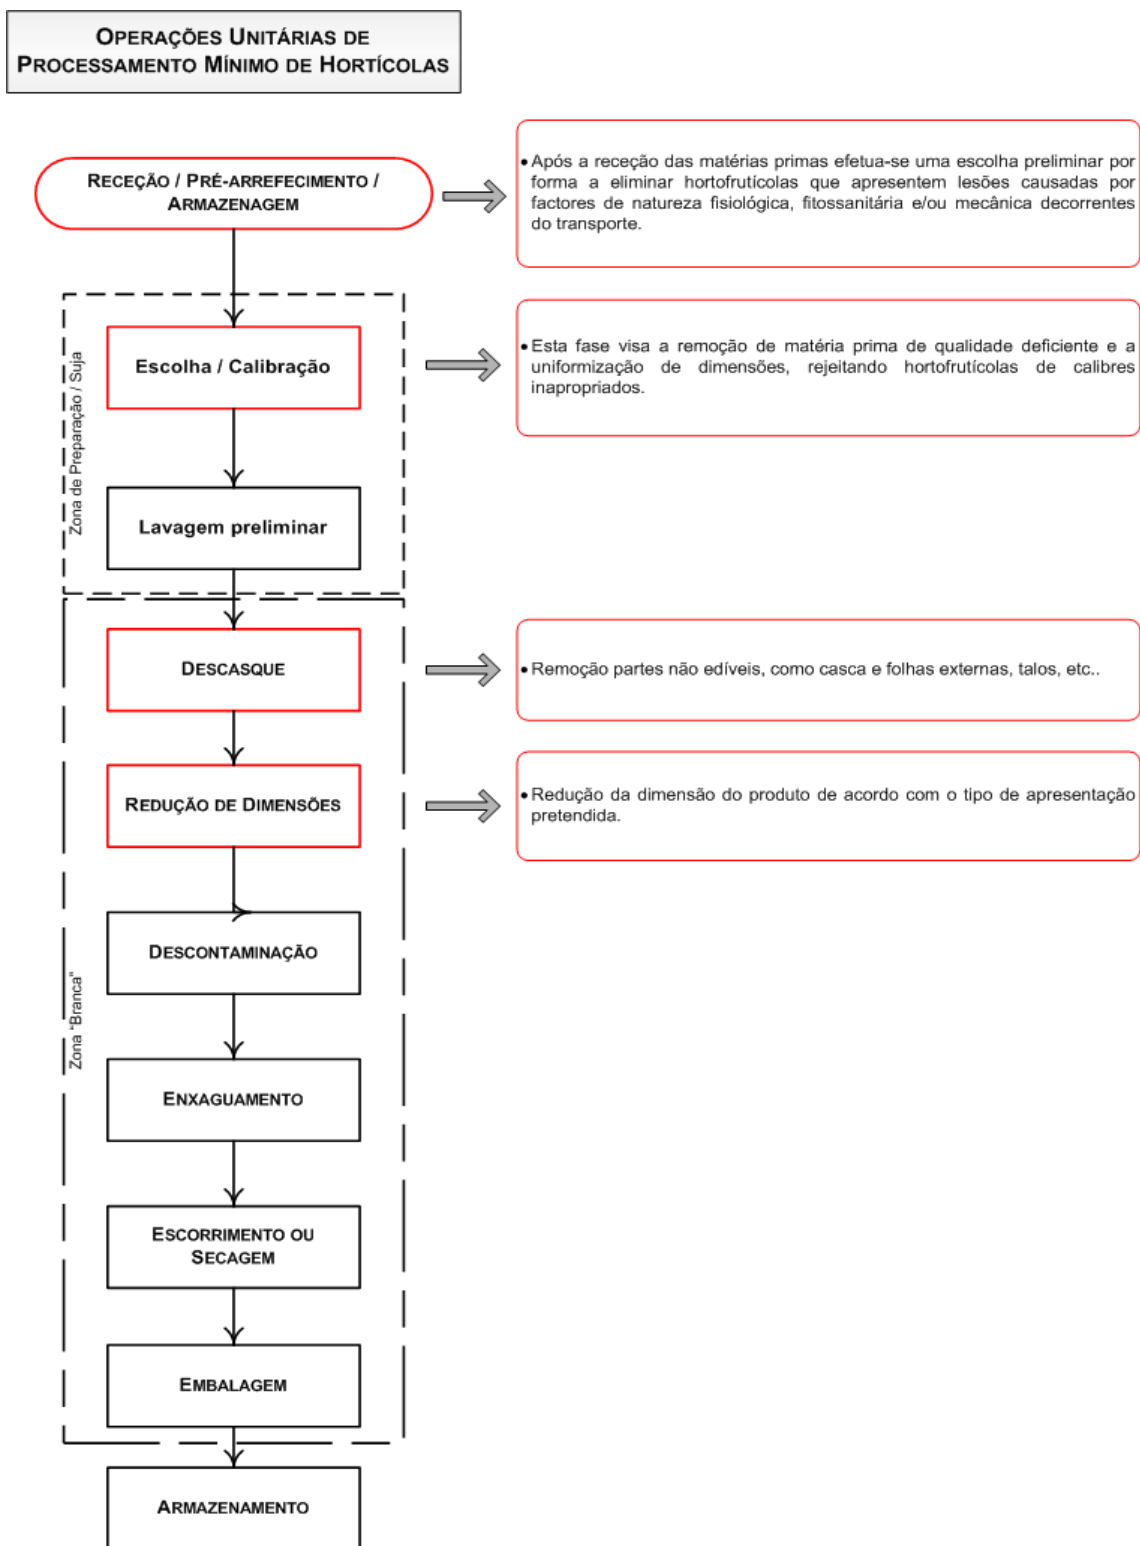 OPERAÇÕES UNITÁRIAS DE
PROCESSAMENTO MÍNIMO DE HORTÍCOLAS
RECEÇÃO / PRÉ-ARREFECIMENTO /
ARMAZENAGEM
• Após a receção das matérias primas efetua-se uma escolha preliminar por
forma a eliminar hortofrutícolas que apresentem lesões causadas por
factores de natureza fisiológica, fitossanitária e/ou mecânica decorrentes
do transporte.
Zona de Preparação / Suja
Escolha / Calibração
• Esta fase visa a remoção de matéria prima de qualidade deficiente e a
uniformização de dimensões, rejeitando hortofrutícolas de calibres
inapropriados.
Lavagem preliminar
Zona "Branca"
DESCASQUE
• Remoção partes não edíveis, como casca e folhas externas, talos, etc..
REDUÇÃO DE DIMENSÕES
• Redução da dimensão do produto de acordo com o tipo de apresentação
pretendida.
DESCONTAMINAÇÃO
ENXAGUAMENTO
ESCORRIMENTO OU
SECAGEM
EMBALAGEM
ARMAZENAMENTO